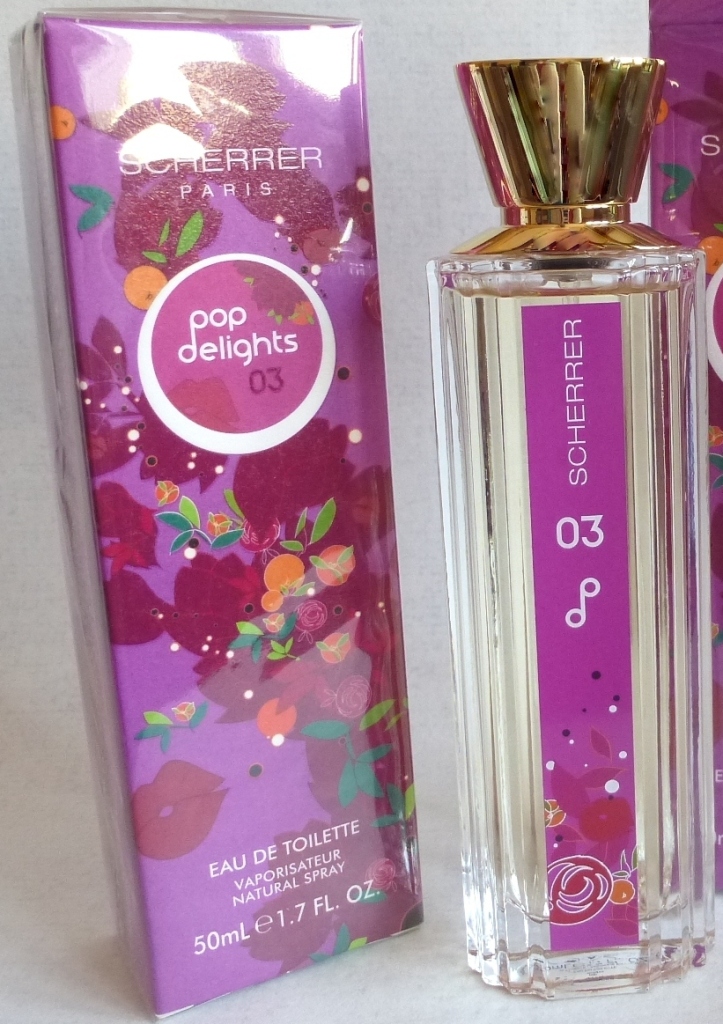 SCHERRER
PARIS
pop
delights
03
EAU DE TOILETTE
VAPORISATEUR
NATURAL SPRAY
50mL e 1.7 FL. OZ.
SCHERRER
03
S